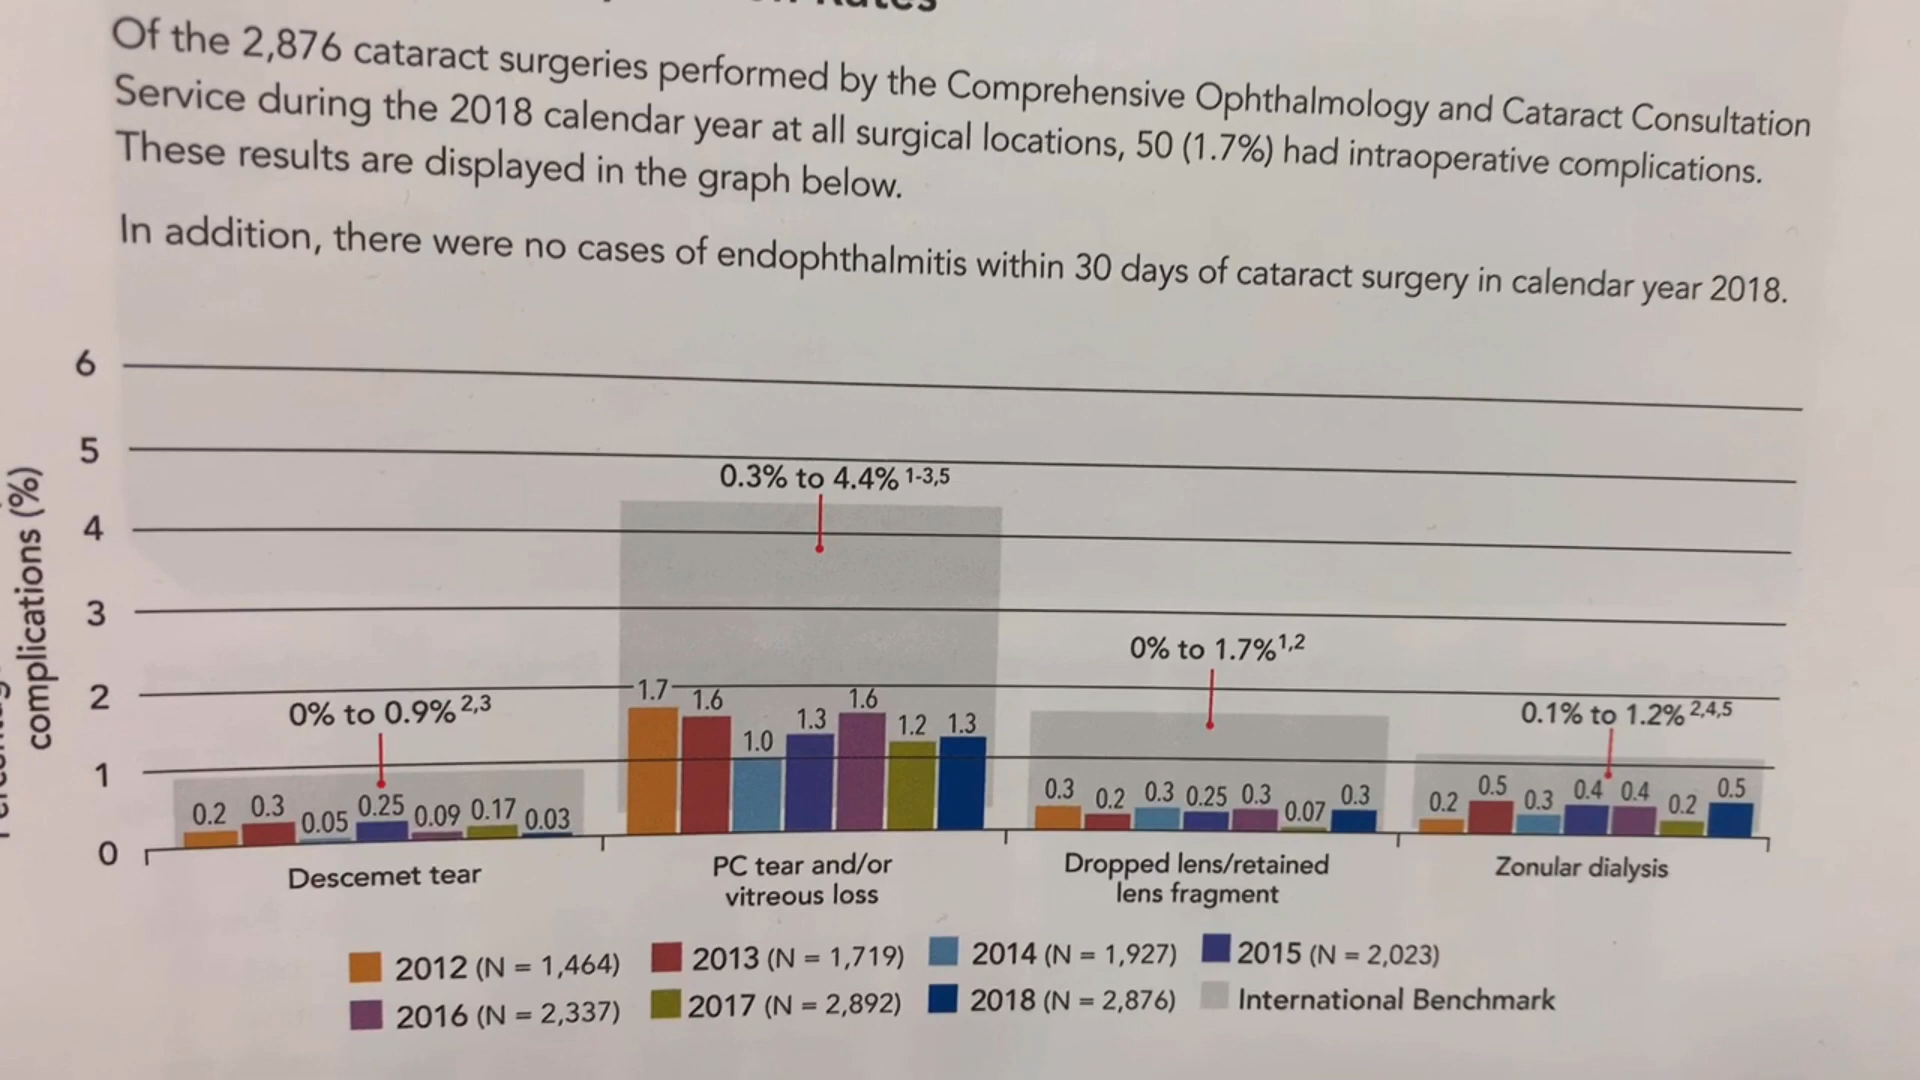 Of the 2,876 cataract surgeries performed by the Comprehensive Ophthalmology and Cataract Consultation
Service during the 2018 calendar year at all surgical locations, 50 (1.7%) had intraoperative complications.
These results are displayed in the graph below.
In addition, there were no cases of endophthalmitis within 30 days of cataract surgery in calendar year 2018.
6
5
4
3
2
1
0
complications (%)
0% to 0.9% 2,3
0.2 0.3 0.05 0.25 0.09 0.17 0.03
Descemet tear
0.3% to 4.4% 1-3,5
1.7 1.6 1.0 1.3 1.6 1.2 1.3
PC tear and/or
vitreous loss
0% to 1.7% 1,2
0.3 0.2 0.3 0.25 0.3 0.07 0.3
Dropped lens/retained
lens fragment
0.1% to 1.2% 2,4,5
0.2 0.5 0.3 0.4 0.4 0.2 0.5
Zonular dialysis
2012 (N = 1,464) 2013 (N = 1,719) 2014 (N = 1,927) 2015 (N = 2,023)
2016 (N = 2,337) 2017 (N = 2,892) 2018 (N = 2,876) International Benchmark